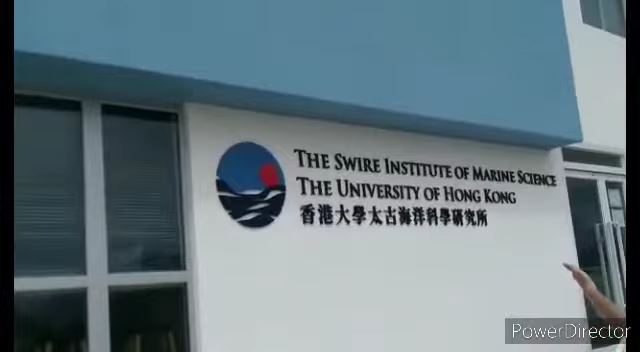 THE SWIRE INSTITUTE OF MARINE SCIENCE
THE UNIVERSITY OF HONG KONG
香港大學太古海洋科學研究所
PowerDirector